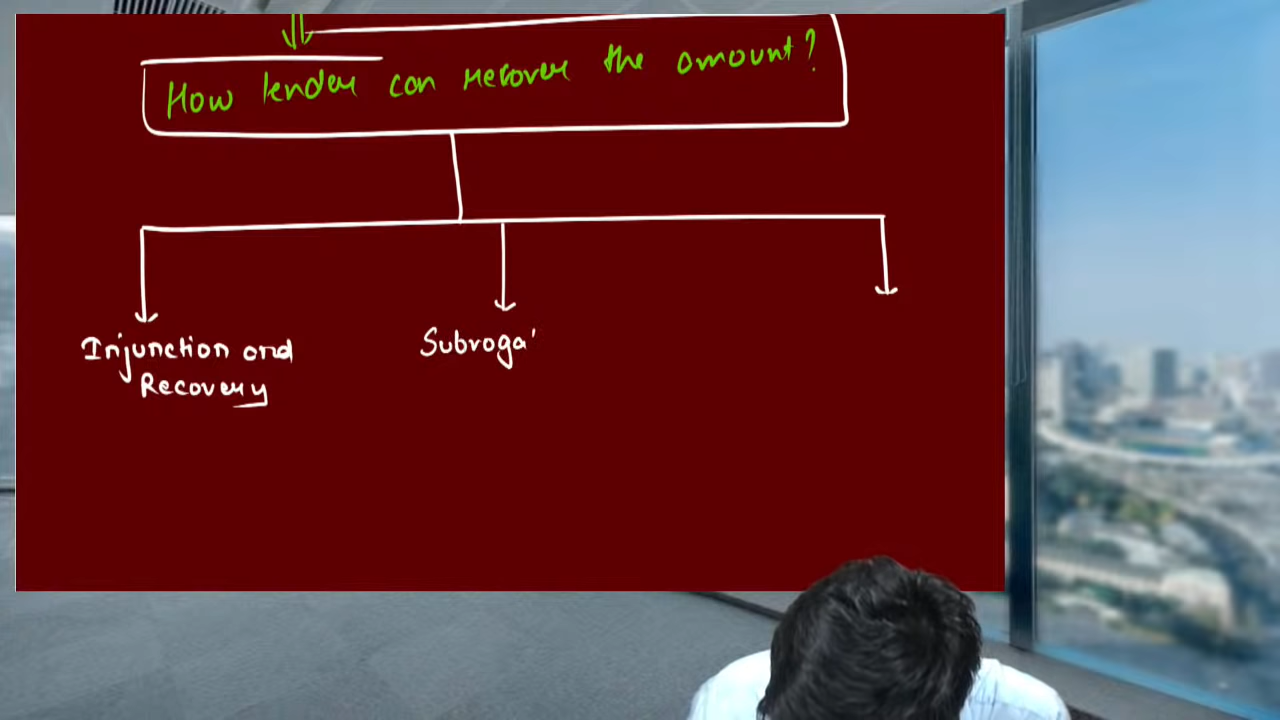 How lender can recover the amount?
Injunction and
Recovery
Subroga